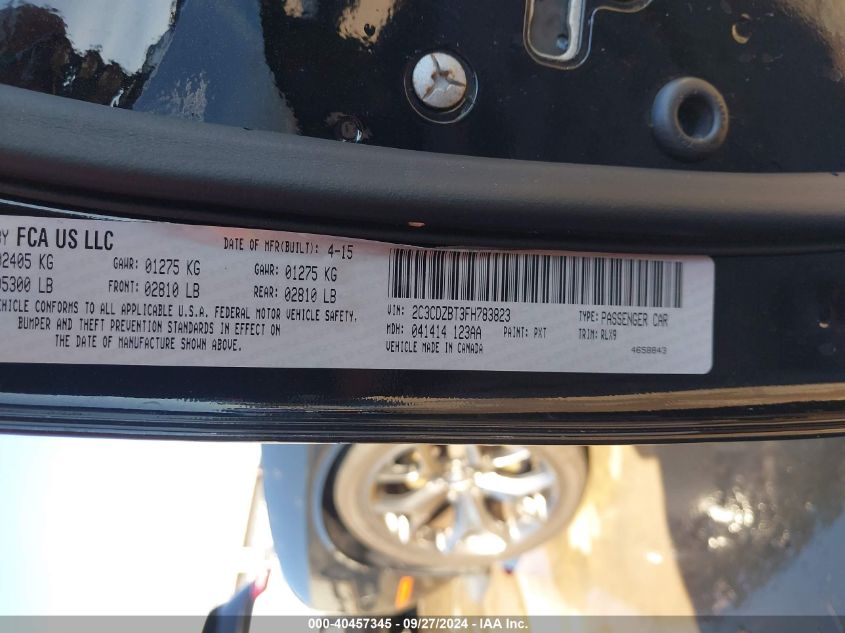 BY FCA US LLC
DATE OF MFR(BUILT): 4-15
02405 KG GAWR: 01275 KG GAWR: 01275 KG
05300 LB FRONT: 02810 LB REAR: 02810 LB
VEHICLE CONFORMS TO ALL APPLICABLE U.S.A. FEDERAL MOTOR VEHICLE SAFETY,
BUMPER AND THEFT PREVENTION STANDARDS IN EFFECT ON
THE DATE OF MANUFACTURE SHOWN ABOVE.
VIN: 2C3CDZBT3FH783823 TYPE: PASSENGER CAR
MDH: 041414 123AA PAINT: PXT TRIM: RLX9
VEHICLE MADE IN CANADA 4658843
000-40457345 - 09/27/2024 - IAA Inc.